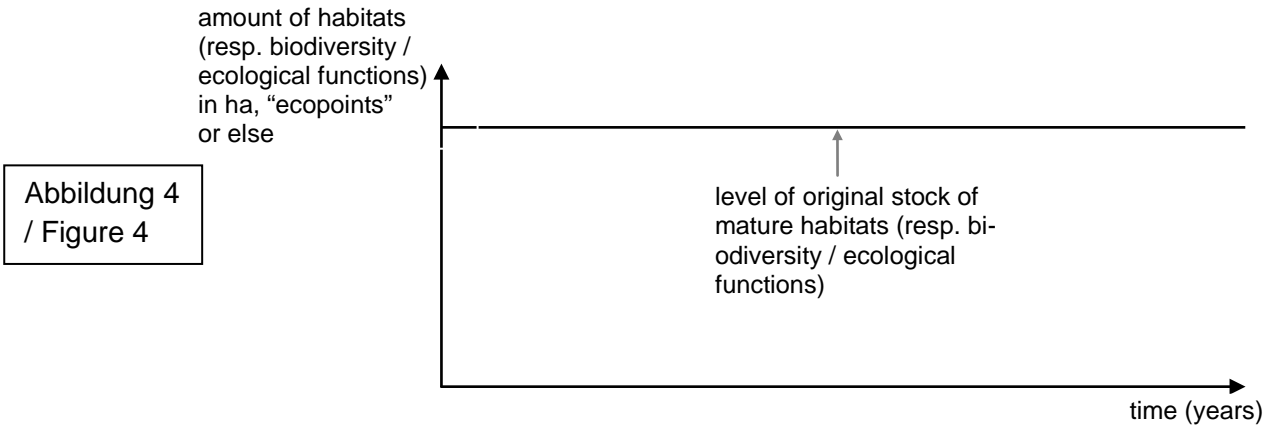 amount of habitats
(resp. biodiversity /
ecological functions)
in ha, “ecopoints”
or else
Abbildung 4
/ Figure 4
level of original stock of
mature habitats (resp. bi-
odiversity / ecological
functions)
time (years)